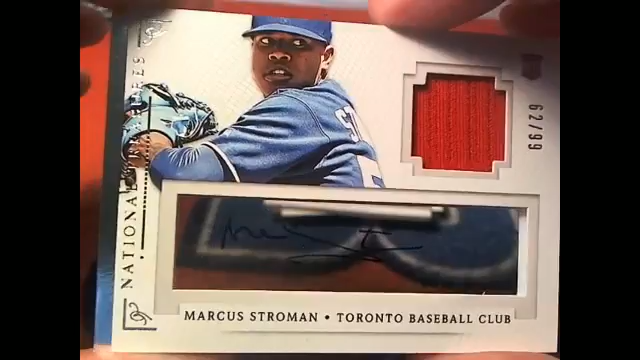 NATIONAL
62/99
MARCUS STROMAN • TORONTO BASEBALL CLUB